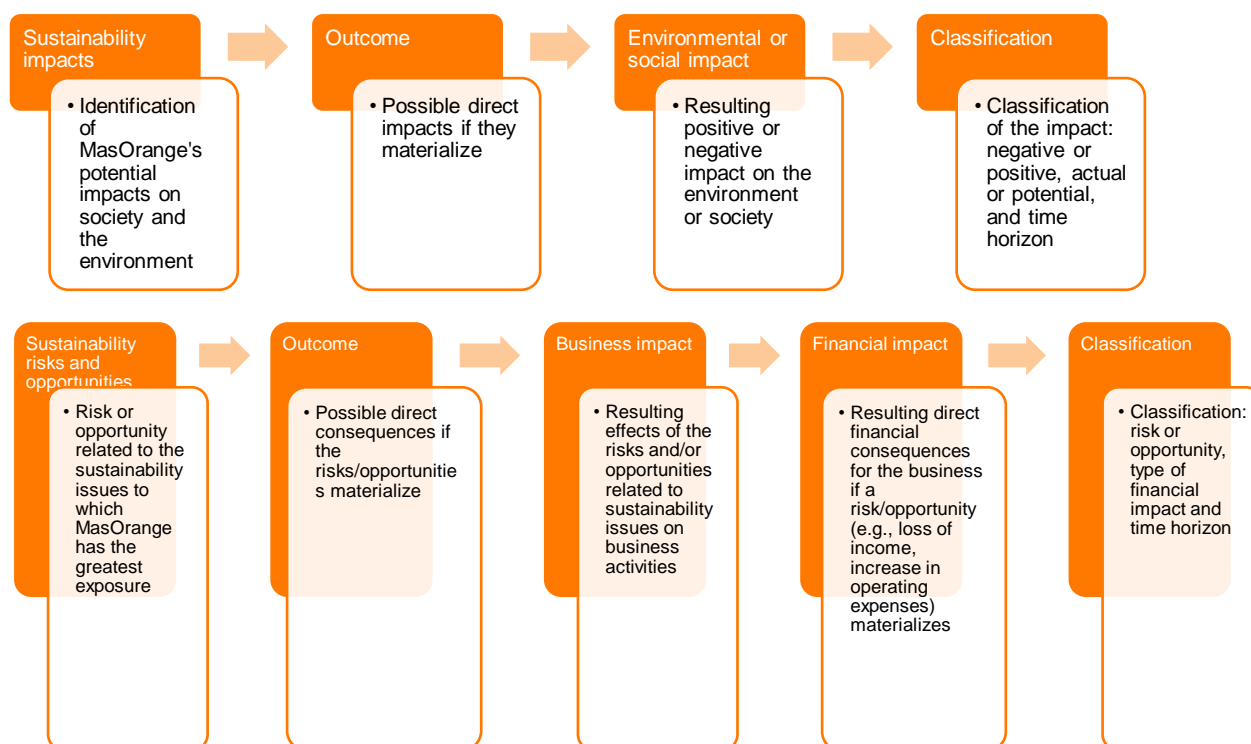 Sustainability
impacts
• Identification
of
MasOrange's
potential
impacts on
society and
the
environment
Outcome
• Possible direct
impacts if they
materialize
Environmental or
social impact
• Resulting
positive or
negative
impact on the
environment
or society
Classification
• Classification
of the impact:
negative or
positive, actual
or potential,
and time
horizon
Sustainability
risks and
opportunities
• Risk or
opportunity
related to the
sustainability
issues to
which
MasOrange
has the
greatest
exposure
Outcome
• Possible direct
consequences if
the
risks/opportunitie
s materialize
Business impact
• Resulting
effects of the
risks and/or
opportunities
related to
sustainability
issues on
business
activities
Financial impact
• Resulting direct
financial
consequences
for the business
if a
risk/opportunity
(e.g., loss of
income,
increase in
operating
expenses)
materializes
Classification
• Classification:
risk or
opportunity,
type of
financial
impact and
time horizon